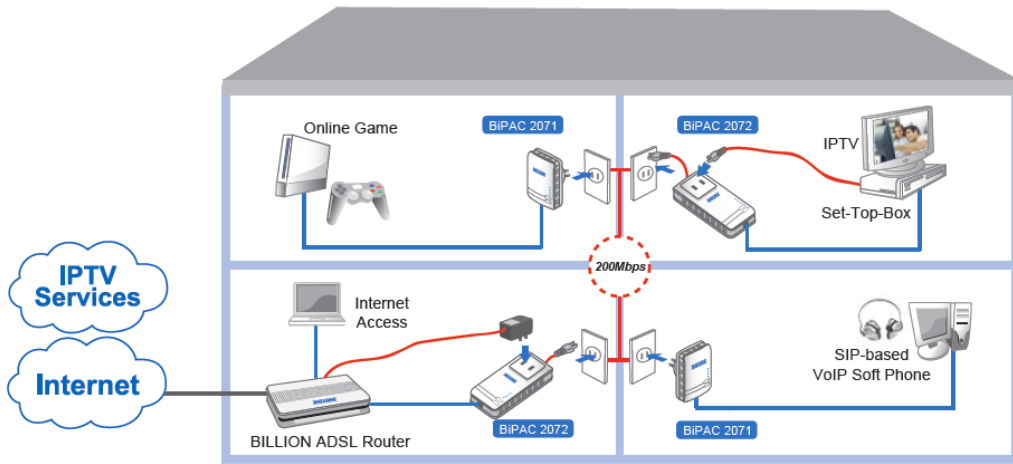 Online Game
BiPAC 2071
BiPAC 2072
IPTV
Set-Top-Box
200Mbps
IPTV
Services
Internet
Internet
Access
BILLION ADSL Router
BiPAC 2072
SIP-based
VoIP Soft Phone
BiPAC 2071